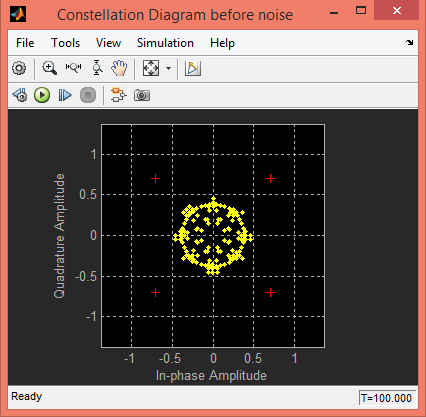 Constellation Diagram before noise
File Tools View Simulation Help
Quadrature Amplitude
1
0.5
0
-0.5
-1
-1 -0.5 0 0.5 1
In-phase Amplitude
Ready T=100.000